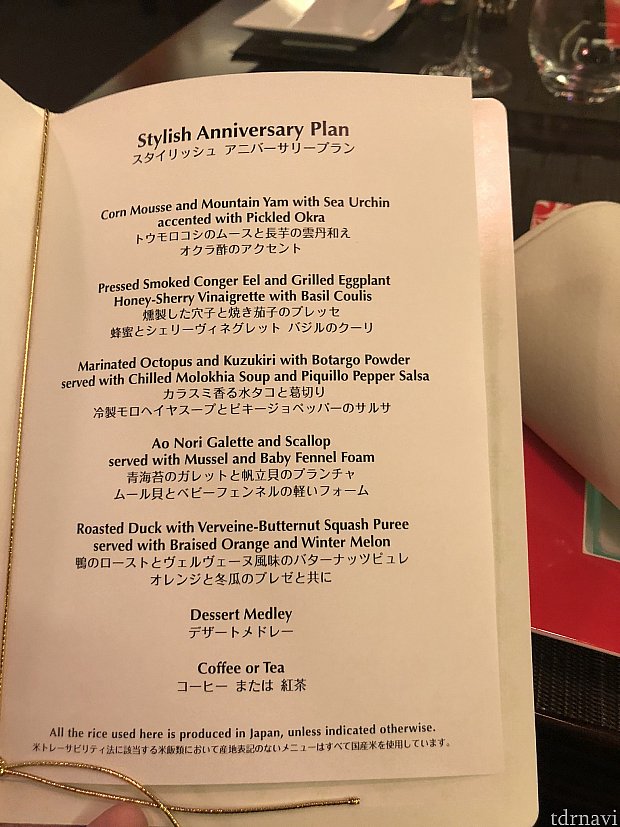 Stylish Anniversary Plan
スタイリッシュ アニバーサリープラン
Corn Mousse and Mountain Yam with Sea Urchin
accented with Pickled Okra
トウモロコシのムースと長芋の雲丹和え
オクラ酢のアクセント
Pressed Smoked Conger Eel and Grilled Eggplant
Honey-Sherry Vinaigrette with Basil Coulis
燻製した穴子と焼き茄子のプレッセ
蜂蜜とシェリーヴィネグレット バジルのクーリ
Marinated Octopus and Kuzukiri with Botargo Powder
served with Chilled Molokhia Soup and Piquillo Pepper Salsa
カラスミ香る水タコと葛切り
冷製モロヘイヤスープとピキージョペッパーのサルサ
Ao Nori Galette and Scallop
served with Mussel and Baby Fennel Foam
青海苔のガレットと帆立貝のプランチャ
ムール貝とベビーフェンネルの軽いフォーム
Roasted Duck with Verveine-Butternut Squash Puree
served with Braised Orange and Winter Melon
鴨のローストとヴェルヴェーヌ風味のバターナッツピュレ
オレンジと冬瓜のブレゼと共に
Dessert Medley
デザートメドレー
Coffee or Tea
コーヒー または 紅茶
All the rice used here is produced in Japan, unless indicated otherwise.
米トレーサビリティ法に該当する米飯類において産地表記のないメニューはすべて国産米を使用しています。
tdrnavi